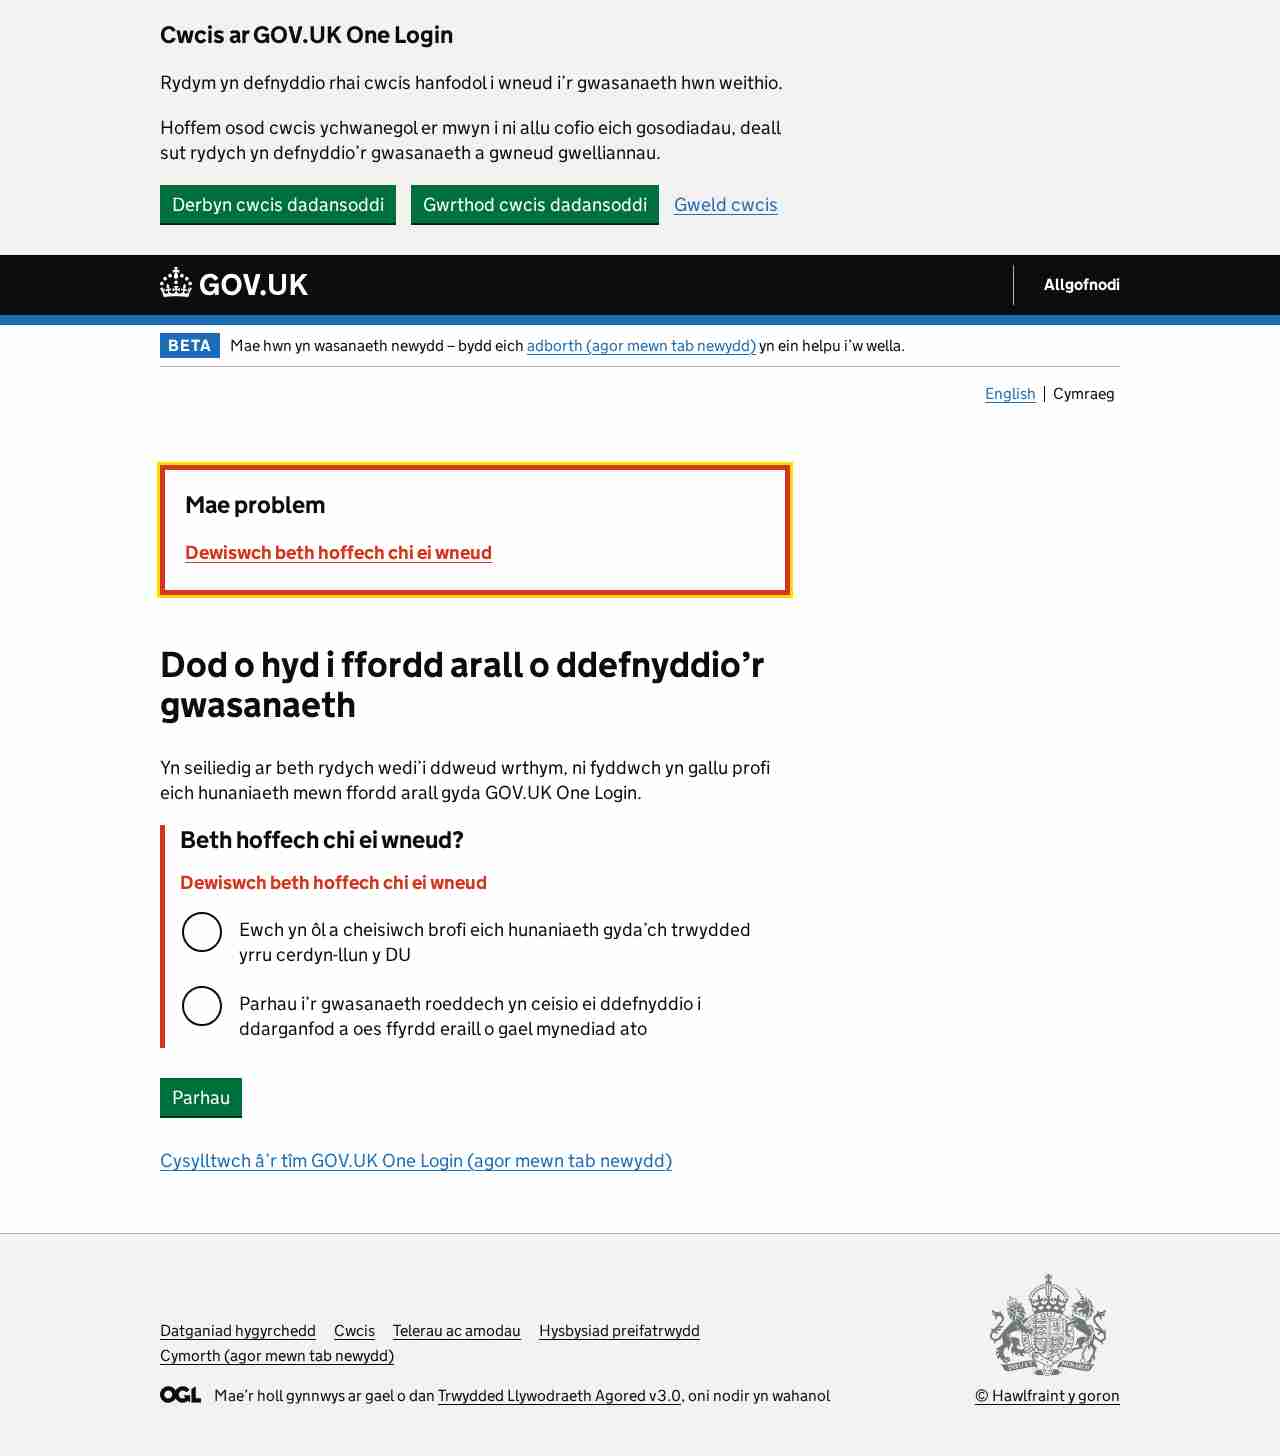 Cwcis ar GOV.UK One Login
Rydym yn defnyddio rhai cwcis hanfodol i wneud i’r gwasanaeth hwn weithio.
Hoffem osod cwcis ychwanegol er mwyn i ni allu cofio eich gosodiadau, deall
sut rydych yn defnyddio’r gwasanaeth a gwneud gwelliannau.
Derbyn cwcis dadansoddi Gwrthod cwcis dadansoddi Gweld cwcis
GOV.UK Allgofnodi
BETA Mae hwn yn wasanaeth newydd – bydd eich adborth (agor mewn tab newydd) yn ein helpu i’w wella.
English | Cymraeg
Mae problem
Dewiswch beth hoffech chi ei wneud
Dod o hyd i ffordd arall o ddefnyddio’r
gwasanaeth
Yn seiliedig ar beth rydych wedi’i ddweud wrthym, ni fyddwch yn gallu profi
eich hunaniaeth mewn ffordd arall gyda GOV.UK One Login.
Beth hoffech chi ei wneud?
Dewiswch beth hoffech chi ei wneud
Ewch yn ôl a cheisiwch brofi eich hunaniaeth gyda’ch trwydded
yrru cerdyn-llun y DU
Parhau i’r gwasanaeth roeddech yn ceisio ei ddefnyddio i
ddarganfod a oes ffyrdd eraill o gael mynediad ato
Parhau
Cysylltwch â’r tîm GOV.UK One Login (agor mewn tab newydd)
Datganiad hygyrchedd Cwcis Telerau ac amodau Hysbysiad preifatrwydd
Cymorth (agor mewn tab newydd)
OGL Mae’r holl gynnwys ar gael o dan Trwydded Llywodraeth Agored v3.0, oni nodir yn wahanol
© Hawlfraint y goron